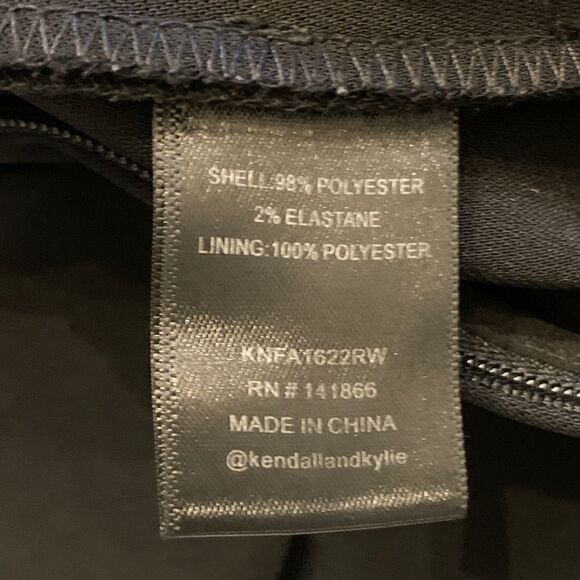 SHELL:98% POLYESTER
2% ELASTANE
LINING:100% POLYESTER
KNFA1622RW
RN # 141866
MADE IN CHINA
@kendallandkylie